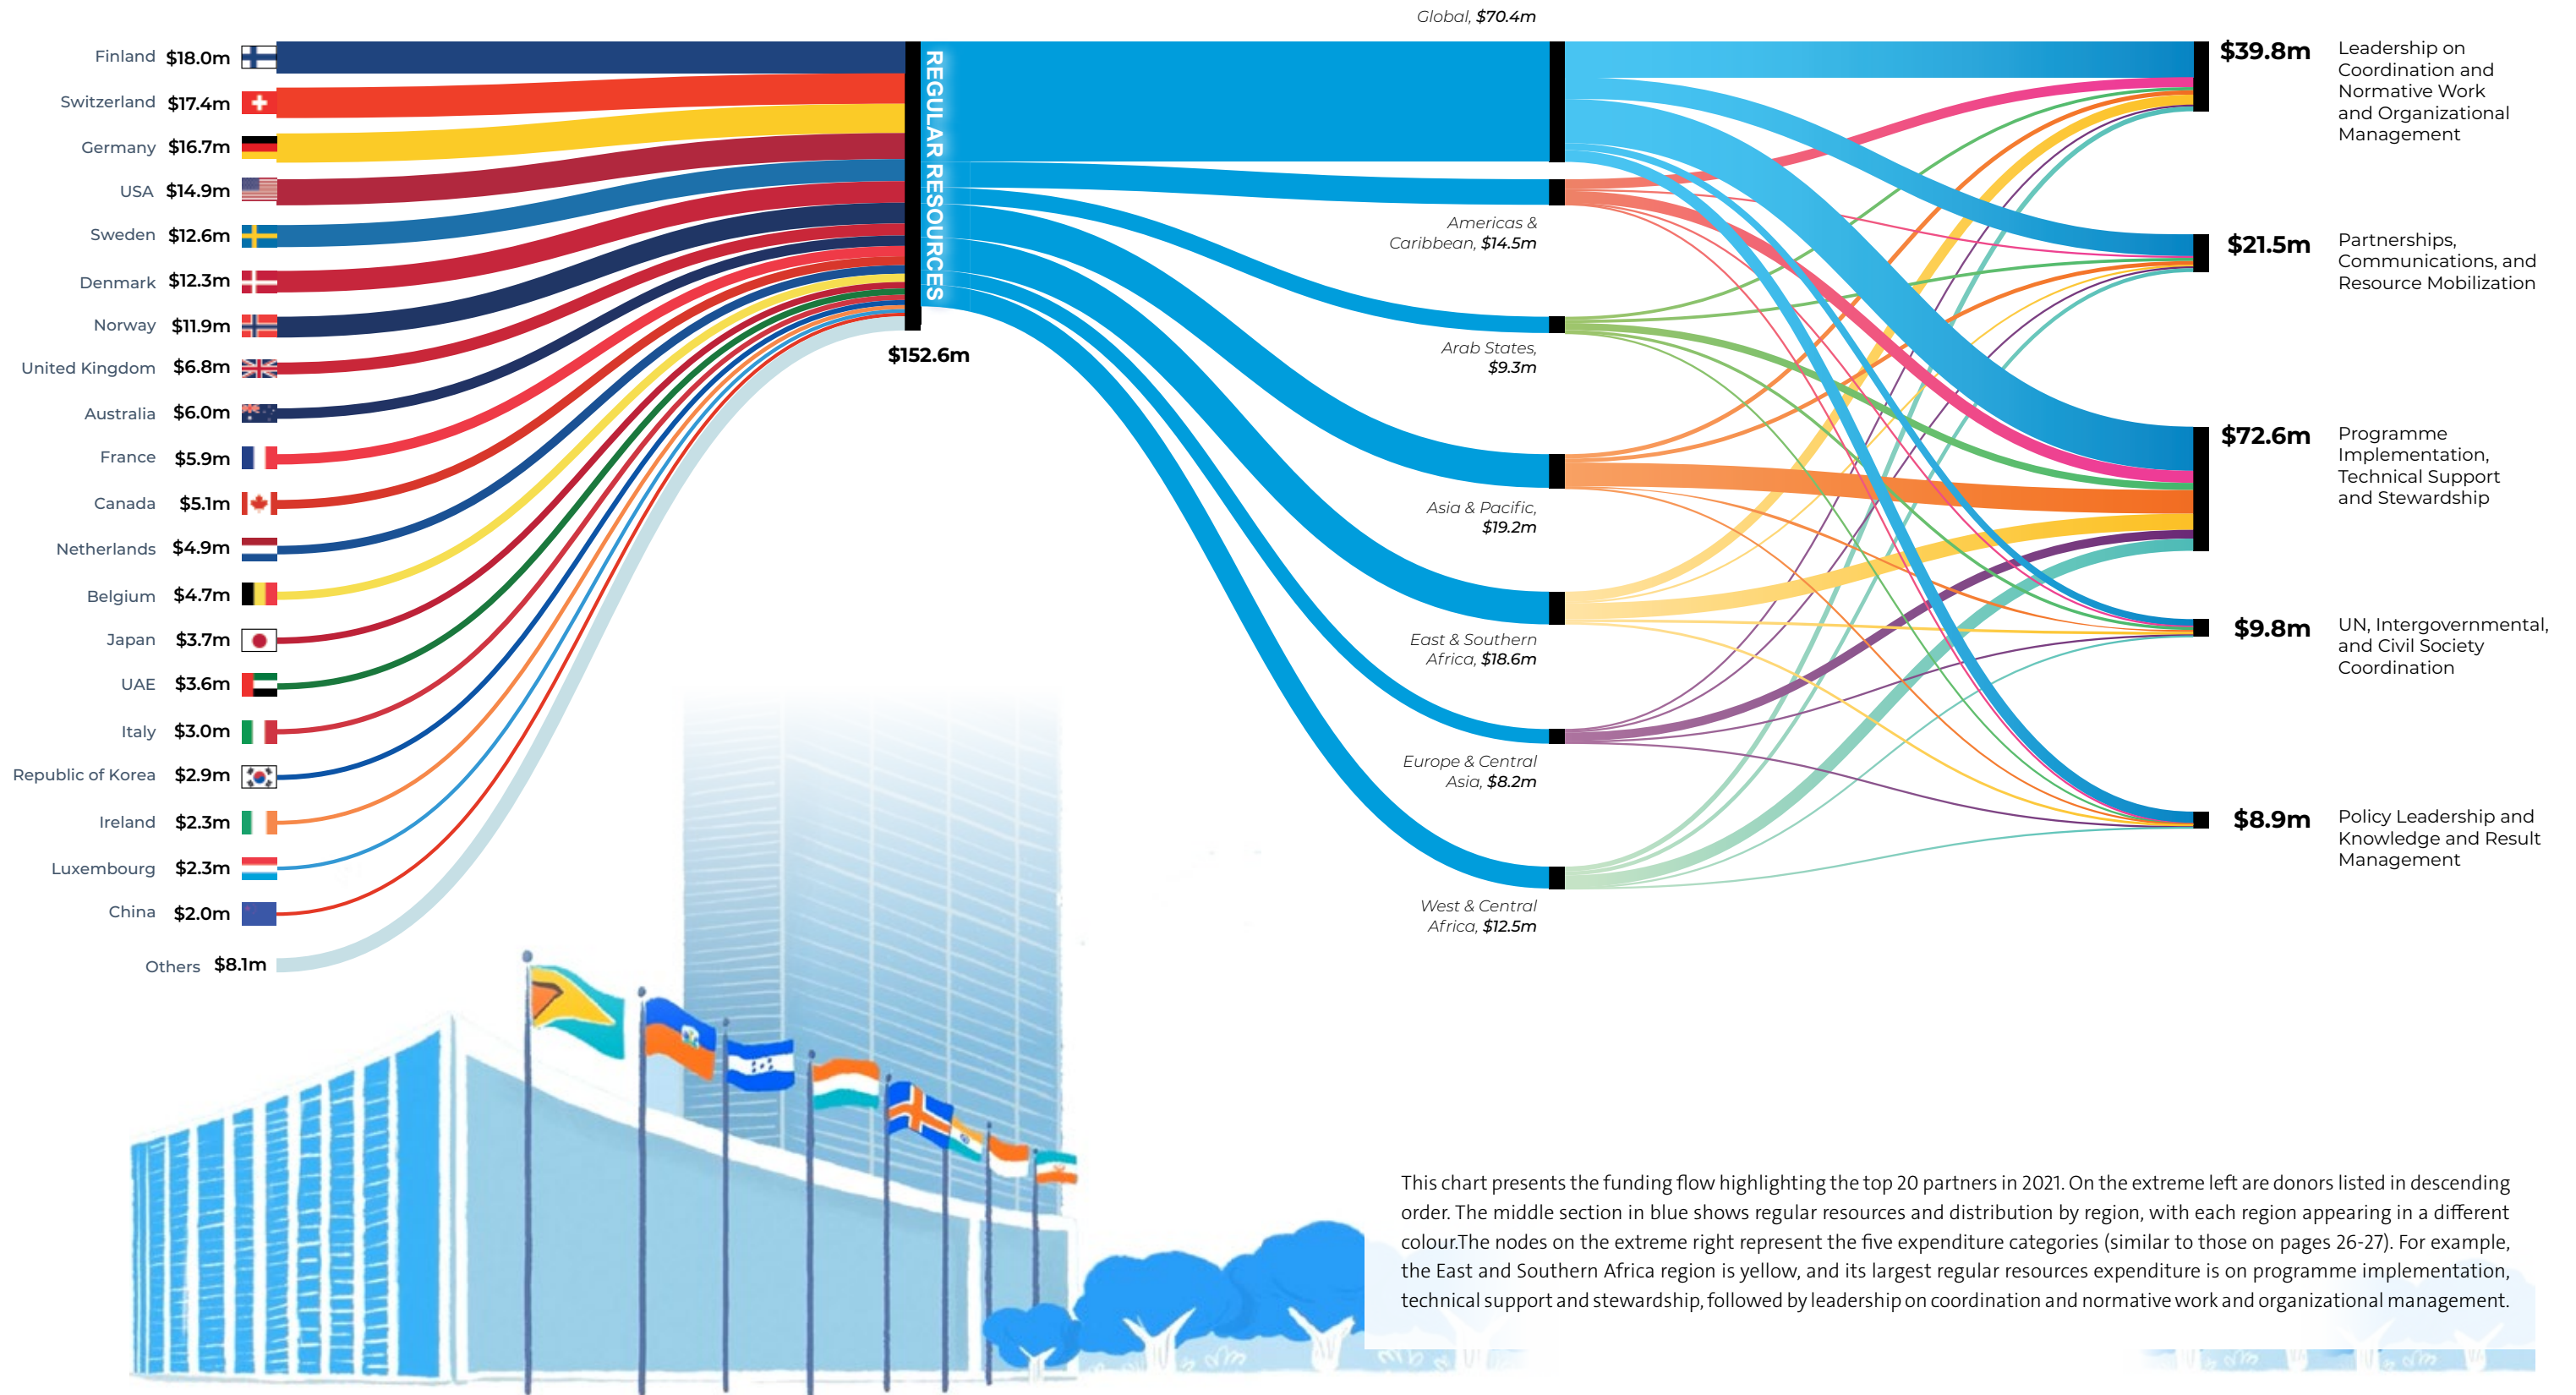 Finland $18.0m
Switzerland $17.4m
Germany $16.7m
USA $14.9m
Sweden $12.6m
Denmark $12.3m
Norway $11.9m
United Kingdom $6.8m
Australia $6.0m
France $5.9m
Canada $5.1m
Netherlands $4.9m
Belgium $4.7m
Japan $3.7m
UAE $3.6m
Italy $3.0m
Republic of Korea $2.9m
Ireland $2.3m
Luxembourg $2.3m
China $2.0m
Others $8.1m
REGULAR RESOURCES
$152.6m
Global, $70.4m
Americas &
Caribbean, $14.5m
Arab States,
$9.3m
Asia & Pacific,
$19.2m
East & Southern
Africa, $18.6m
Europe & Central
Asia, $8.2m
West & Central
Africa, $12.5m
$39.8m
Leadership on
Coordination and
Normative Work
and Organizational
Management
$21.5m
Partnerships,
Communications, and
Resource Mobilization
$72.6m
Programme
Implementation,
Technical Support
and Stewardship
$9.8m
UN, Intergovernmental,
and Civil Society
Coordination
$8.9m
Policy Leadership and
Knowledge and Result
Management
This chart presents the funding flow highlighting the top 20 partners in 2021. On the extreme left are donors listed in descending
order. The middle section in blue shows regular resources and distribution by region, with each region appearing in a different
colour.The nodes on the extreme right represent the five expenditure categories (similar to those on pages 26-27). For example,
the East and Southern Africa region is yellow, and its largest regular resources expenditure is on programme implementation,
technical support and stewardship, followed by leadership on coordination and normative work and organizational management.